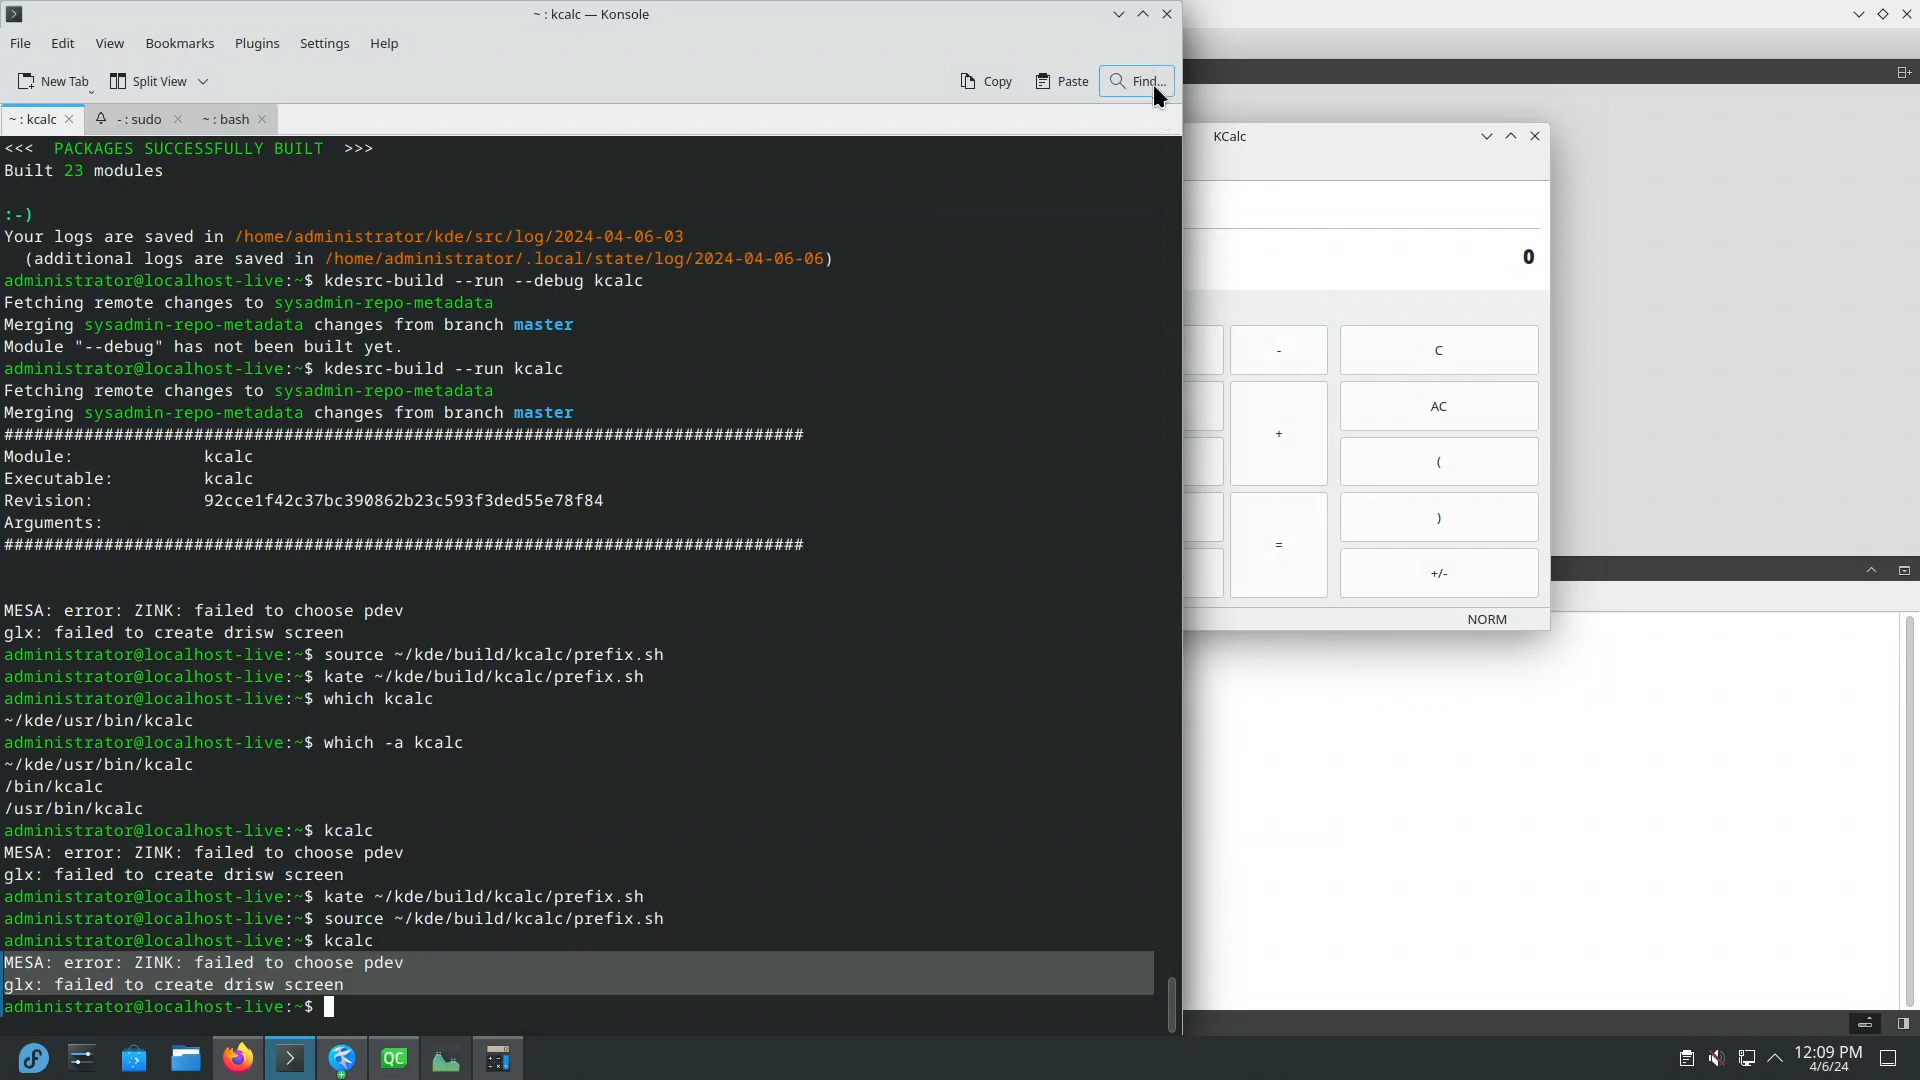 ~ : kcalc — Konsole
File Edit View Bookmarks Plugins Settings Help
New Tab Split View Copy Paste Find...
~ : kcalc - : sudo ~ : bash
<<<  PACKAGES SUCCESSFULLY BUILT  >>>
Built 23 modules
:-)
Your logs are saved in /home/administrator/kde/src/log/2024-04-06-03
  (additional logs are saved in /home/administrator/.local/state/log/2024-04-06-06)
administrator@localhost-live:~$ kdesrc-build --run --debug kcalc
Fetching remote changes to sysadmin-repo-metadata
Merging sysadmin-repo-metadata changes from branch master
Module "--debug" has not been built yet.
administrator@localhost-live:~$ kdesrc-build --run kcalc
Fetching remote changes to sysadmin-repo-metadata
Merging sysadmin-repo-metadata changes from branch master
################################################################################
Module:             kcalc
Executable:         kcalc
Revision:           92cce1f42c37bc390862b23c593f3ded55e78f84
Arguments:
################################################################################
MESA: error: ZINK: failed to choose pdev
glx: failed to create drisw screen
administrator@localhost-live:~$ source ~/kde/build/kcalc/prefix.sh
administrator@localhost-live:~$ kate ~/kde/build/kcalc/prefix.sh
administrator@localhost-live:~$ which kcalc
~/kde/usr/bin/kcalc
administrator@localhost-live:~$ which -a kcalc
~/kde/usr/bin/kcalc
/bin/kcalc
/usr/bin/kcalc
administrator@localhost-live:~$ kcalc
MESA: error: ZINK: failed to choose pdev
glx: failed to create drisw screen
administrator@localhost-live:~$ kate ~/kde/build/kcalc/prefix.sh
administrator@localhost-live:~$ source ~/kde/build/kcalc/prefix.sh
administrator@localhost-live:~$ kcalc
MESA: error: ZINK: failed to choose pdev
glx: failed to create drisw screen
administrator@localhost-live:~$
KCalc
0
- C
AC
+
(
)
=
+/-
NORM
QC
12:09 PM
4/6/24